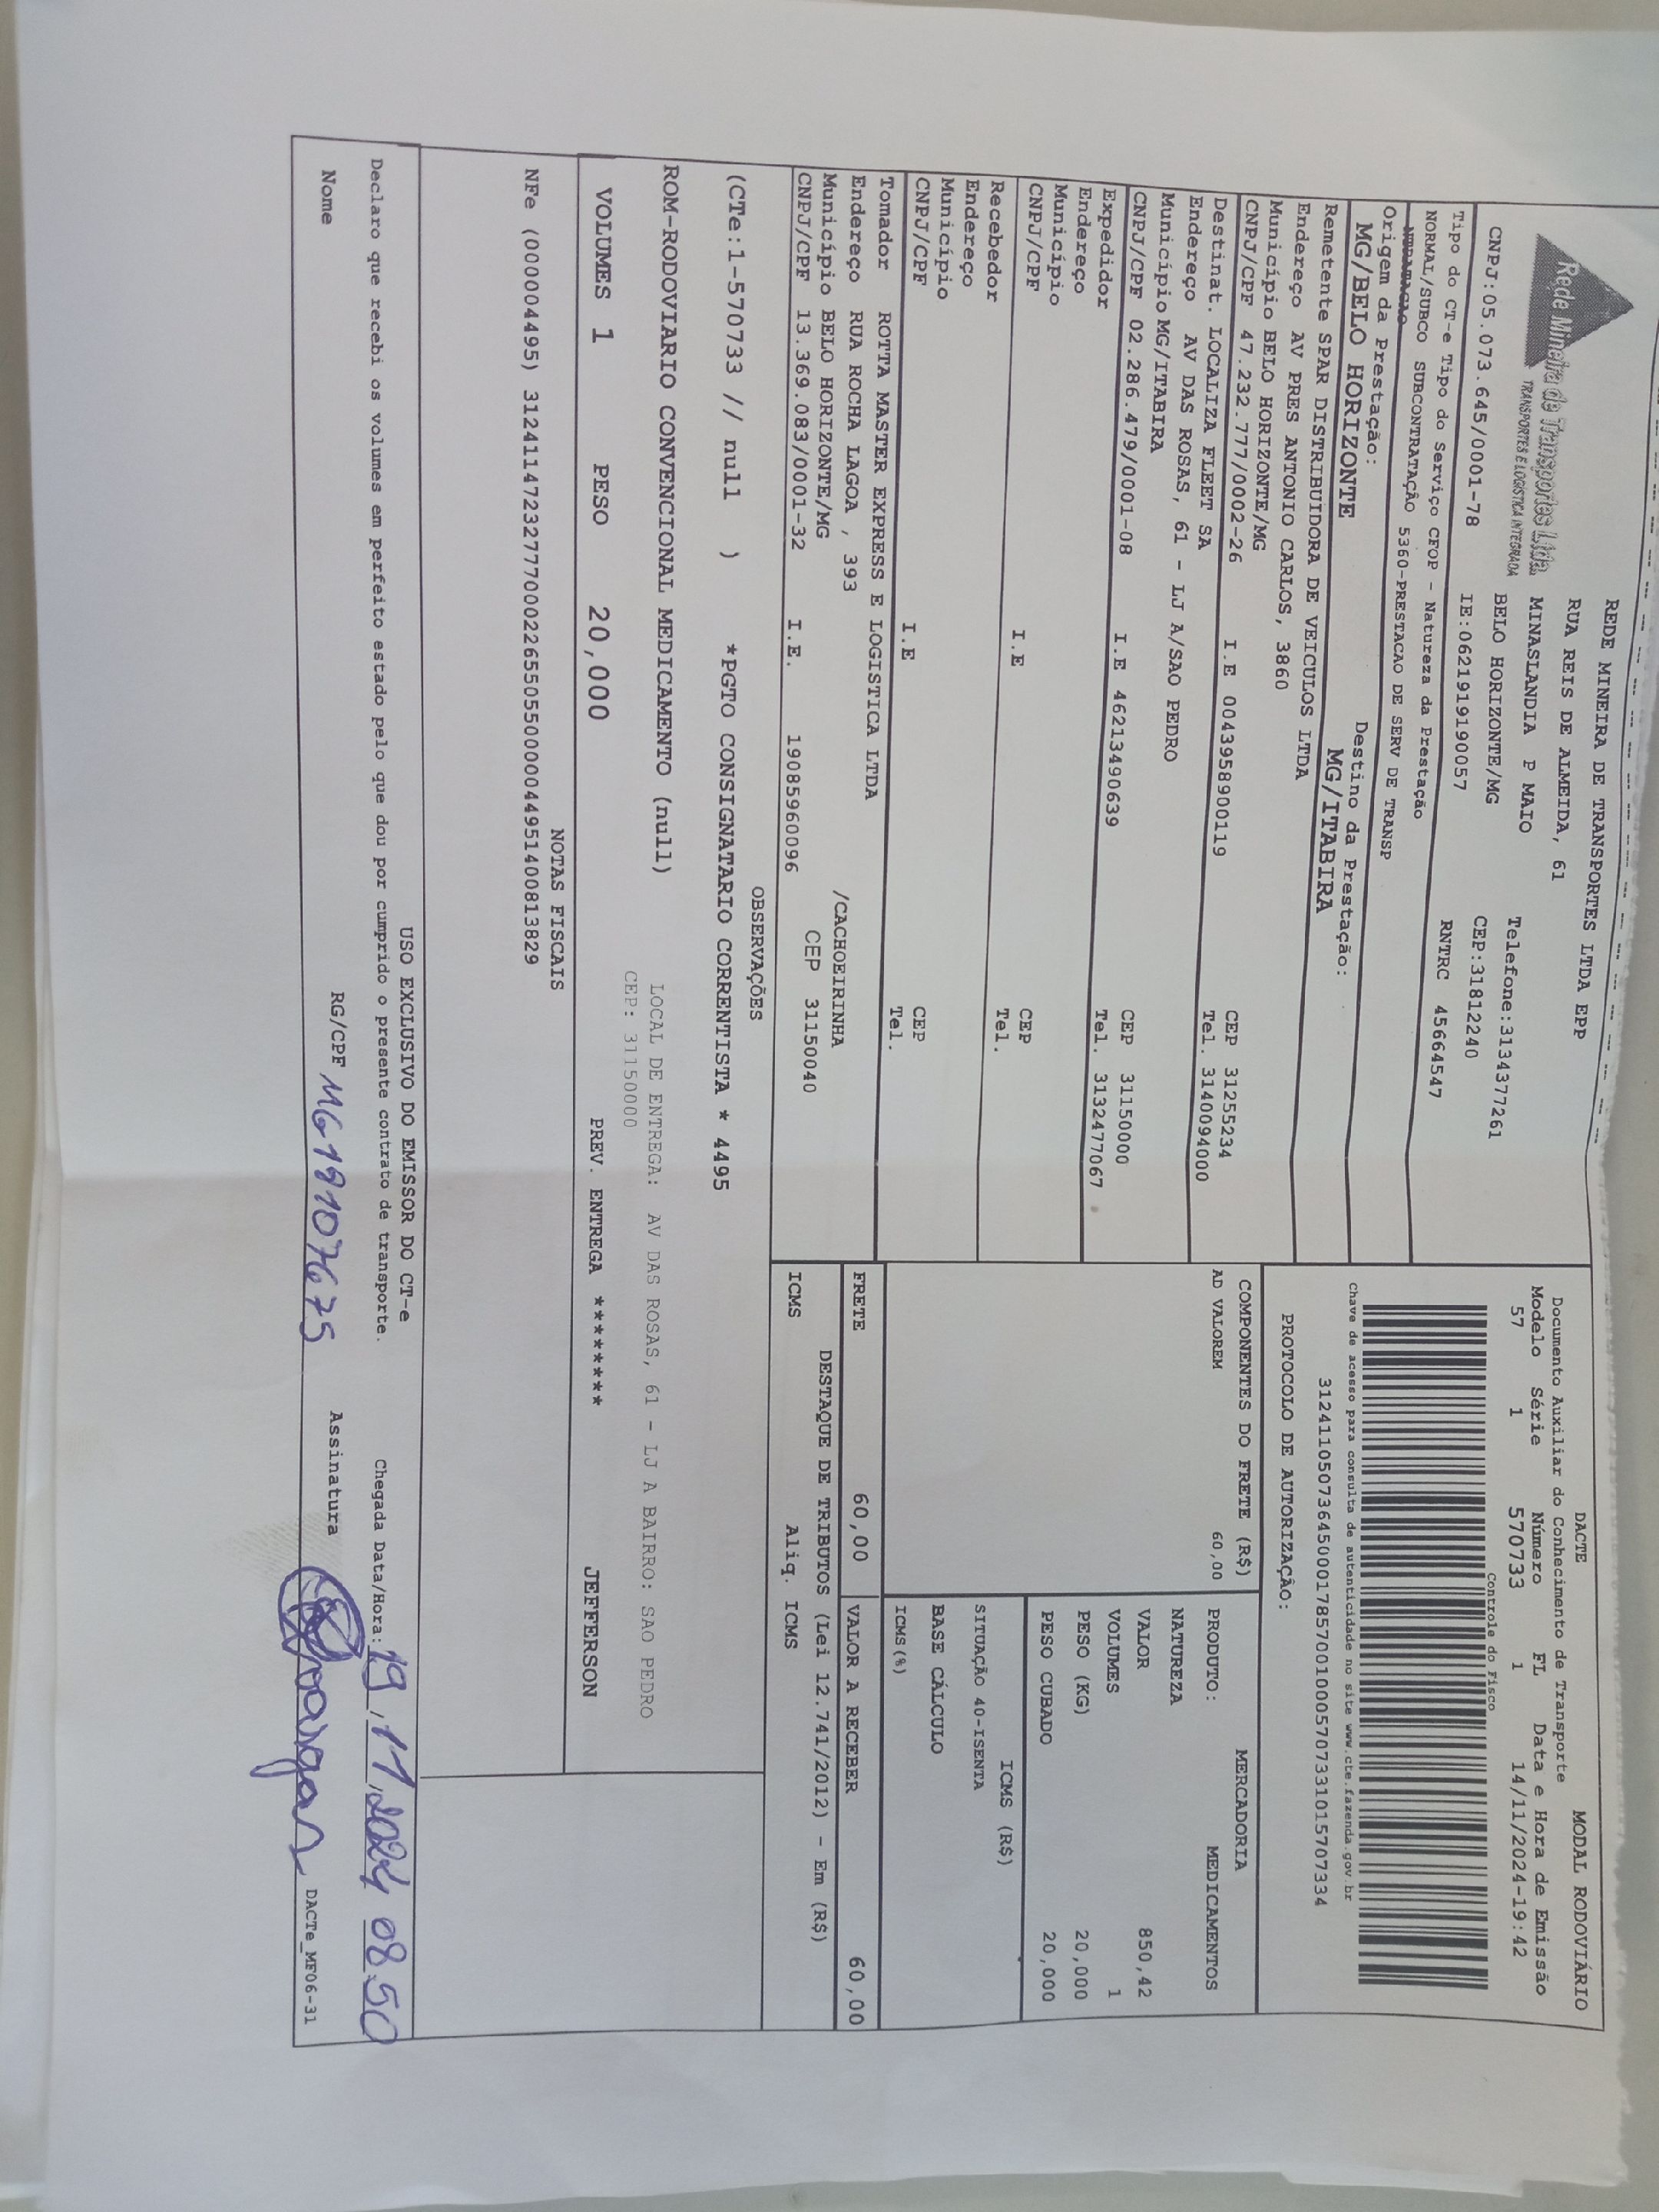 REDE MINEIRA DE TRANSPORTES LTDA EPP
RUA REIS DE ALMEIDA, 61
MINASLANDIA P MAIO
BELO HORIZONTE/MG
Telefone:3134377261
CEP:31812240
Rede Mineira de Transportes Ltda
TRANSPORTES E LOGISTICA INTEGRADA
CNPJ:05.073.645/0001-78 IE:0621919190057 RNTRC 45664547
Tipo do CT-e Tipo do Serviço CFOP - Natureza da Prestação
NORMAL/SUBCO SUBCONTRATAÇÃO 5360-PRESTACAO DE SERV DE TRANSP
Origem da Prestação: Destino da Prestação:
MG/BELO HORIZONTE MG/ITABIRA
Remetente SPAR DISTRIBUIDORA DE VEICULOS LTDA
Endereço AV PRES ANTONIO CARLOS, 3860
Município BELO HORIZONTE/MG CEP 31255234
CNPJ/CPF 47.232.777/0002-26 I.E 0043958900119 Tel. 3140094000
Destinat. LOCALIZA FLEET SA
Endereço AV DAS ROSAS, 61 - LJ A/SAO PEDRO
Município MG/ITABIRA CEP 31150000
CNPJ/CPF 02.286.479/0001-08 I.E 4621349063​9 Tel. 3132477067
Expedidor
Endereço
Município CEP
CNPJ/CPF I.E Tel.
Recebedor
Endereço
Município CEP
CNPJ/CPF I.E Tel.
Tomador ROTTA MASTER EXPRESS E LOGISTICA LTDA
Endereço RUA ROCHA LAGOA , 393 /CACHOEIRINHA
Município BELO HORIZONTE/MG CEP 31150040
CNPJ/CPF 13.369.083/0001-32 I.E. 19085960096
DACTE MODAL RODOVIÁRIO
Documento Auxiliar do Conhecimento de Transporte
Modelo Série Número FL Data e Hora de Emissão
57 1 570733 1 14/11/2024-19:42
Controle do Fisco
Chave de acesso para consulta de autenticidade no site www.cte.fazenda.gov.br
31241105073645000178570010005707331015707334
PROTOCOLO DE AUTORIZAÇÃO:
COMPONENTES DO FRETE (R$)
AD VALOREM 60,00
MERCADORIA
PRODUTO: MEDICAMENTOS
NATUREZA
VALOR 850,42
VOLUMES 1
PESO (KG) 20,000
PESO CUBADO 20,000
ICMS (R$)
SITUAÇÃO 40-ISENTA
BASE CÁLCULO
ICMS(%)
FRETE 60,00 VALOR A RECEBER 60,00
DESTAQUE DE TRIBUTOS (Lei 12.741/2012) - Em (R$)
ICMS Aliq. ICMS
OBSERVAÇÕES
(CTe:1-570733 // null ) *PGTO CONSIGNATARIO CORRENTISTA * 4495
ROM-RODOVIARIO CONVENCIONAL MEDICAMENTO (null) LOCAL DE ENTREGA: AV DAS ROSAS, 61 - LJ A BAIRRO: SAO PEDRO
CEP: 31150000
VOLUMES 1 PESO 20,000 PREV. ENTREGA ******** JEFFERSON
NOTAS FISCAIS
NFe (000004495) 31241147232777000226550550000044951400813829
USO EXCLUSIVO DO EMISSOR DO CT-e
Declaro que recebi os volumes em perfeito estado pelo que dou por cumprido o presente contrato de transporte. Chegada Data/Hora: 19/11/2024 08:50
Nome RG/CPF MG19107675 Assinatura
DACTe_MF06-31